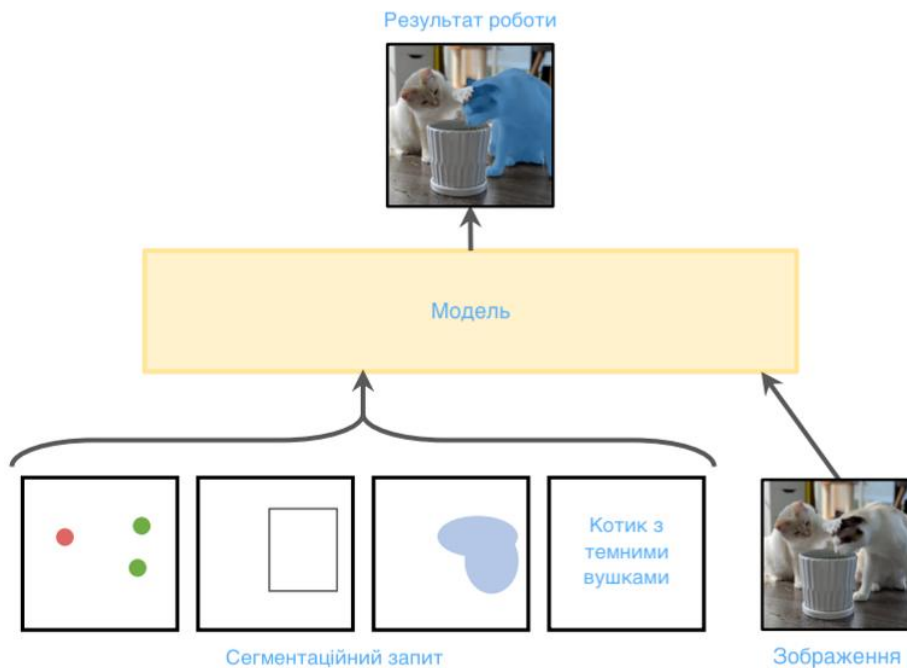 Результат роботи
Модель
Котик з
темними
вушками
Сегментаційний запит
Зображення